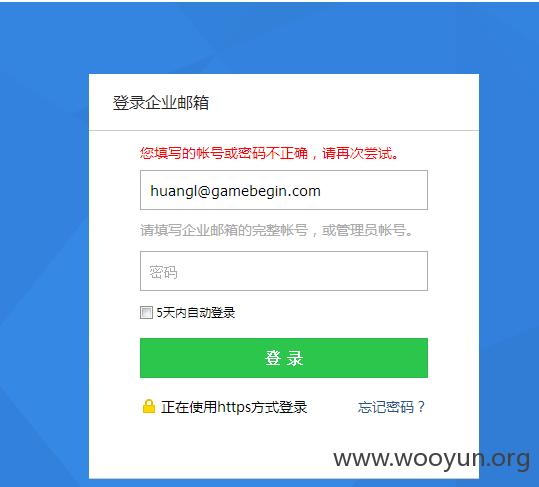 登录企业邮箱
您填写的帐号或密码不正确，请再次尝试。
huangl@gamebegin.com
请填写企业邮箱的完整帐号，或管理员帐号。
密码
5天内自动登录
登 录
正在使用https方式登录 忘记密码？
www.wooyun.org